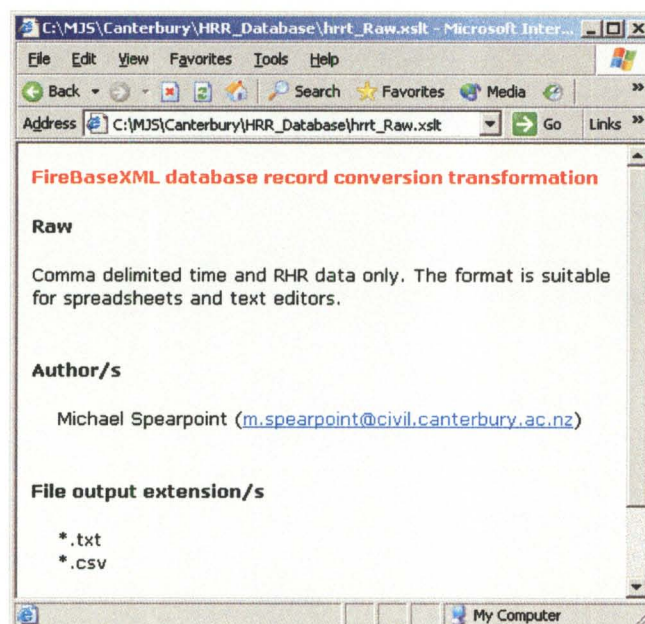 C:\MJS\Canterbury\HRR_Database\hrrt_Raw.xslt - Microsoft Inter...
File Edit View Favorites Tools Help
Back Search Favorites Media »
Address C:\MJS\Canterbury\HRR_Database\hrrt_Raw.xslt Go Links »
FireBaseXML database record conversion transformation
Raw
Comma delimited time and RHR data only. The format is suitable
for spreadsheets and text editors.
Author/s
Michael Spearpoint (m.spearpoint@civil.canterbury.ac.nz)
File output extension/s
*.txt
*.csv
My Computer